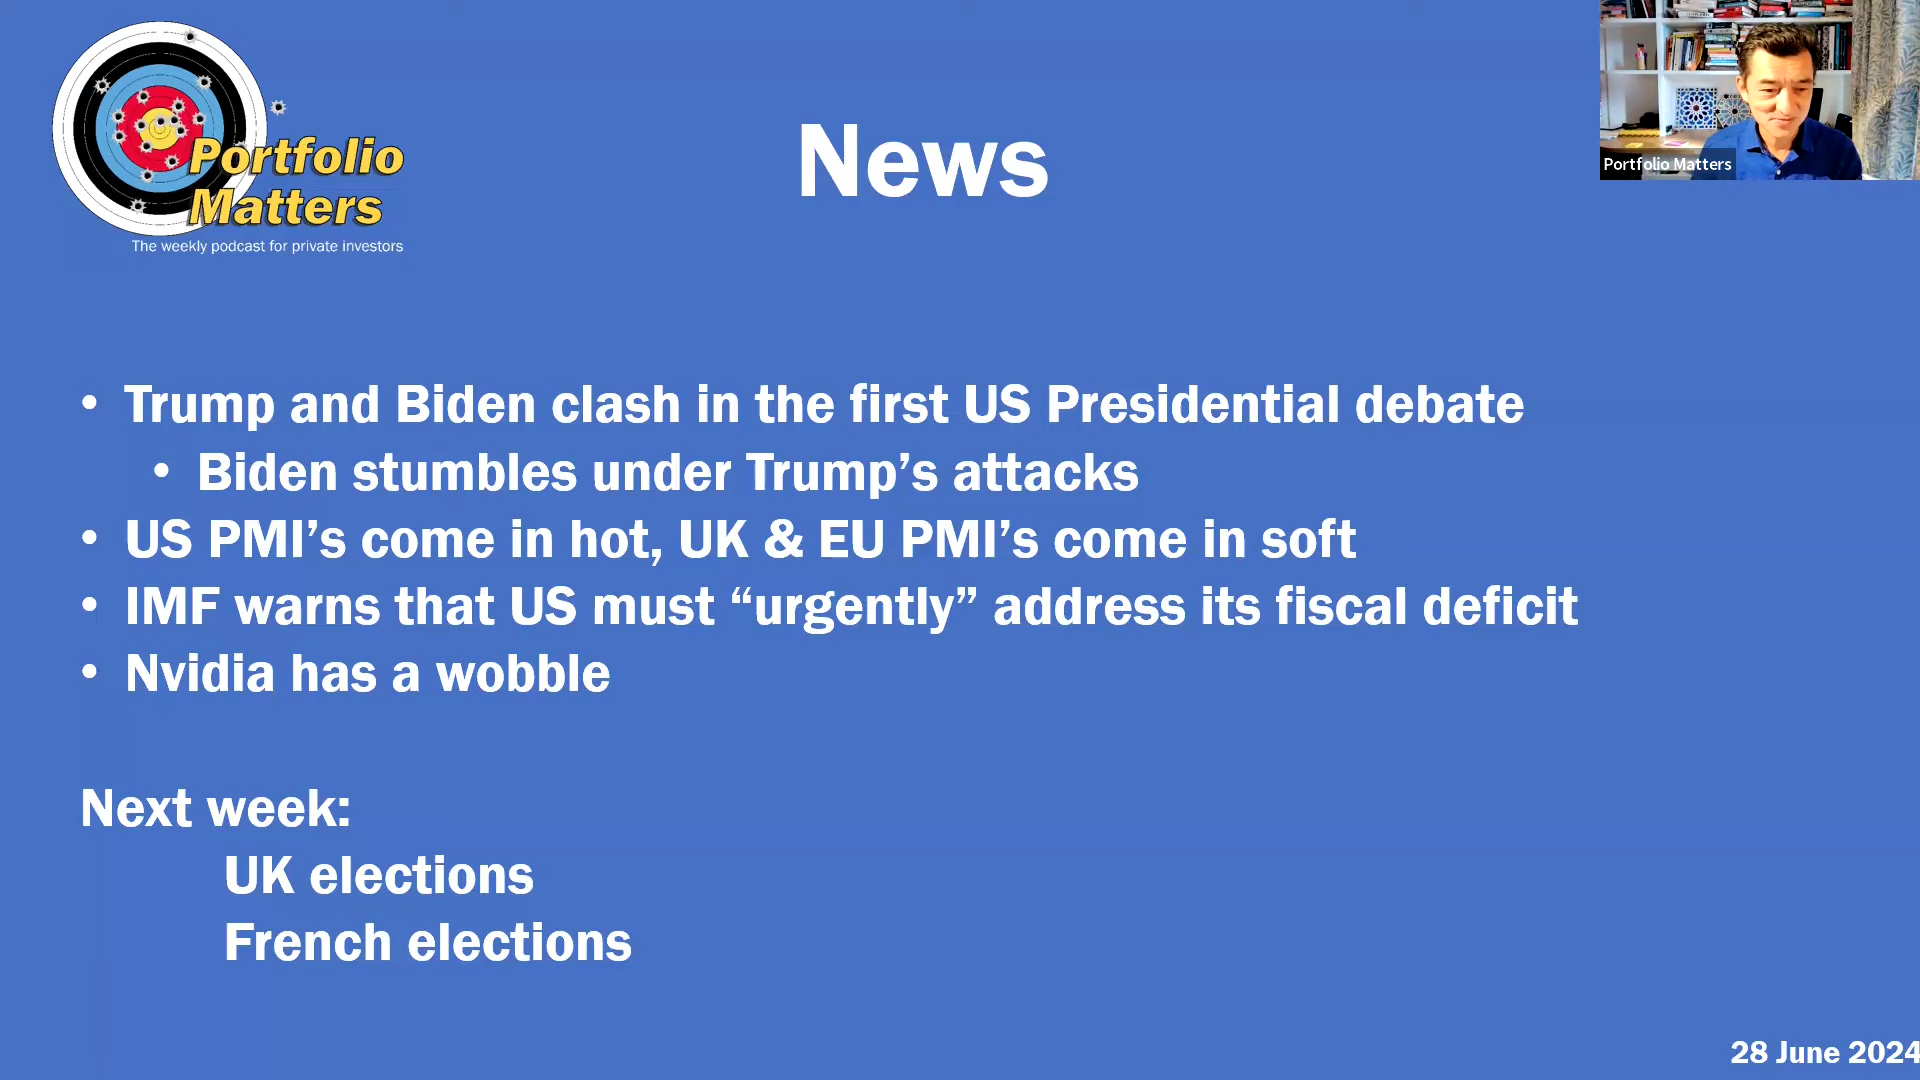 Portfolio
Matters
The weekly podcast for private investors
News
Portfolio Matters
• Trump and Biden clash in the first US Presidential debate
• Biden stumbles under Trump’s attacks
• US PMI’s come in hot, UK & EU PMI’s come in soft
• IMF warns that US must “urgently” address its fiscal deficit
• Nvidia has a wobble
Next week:
UK elections
French elections
28 June 2024